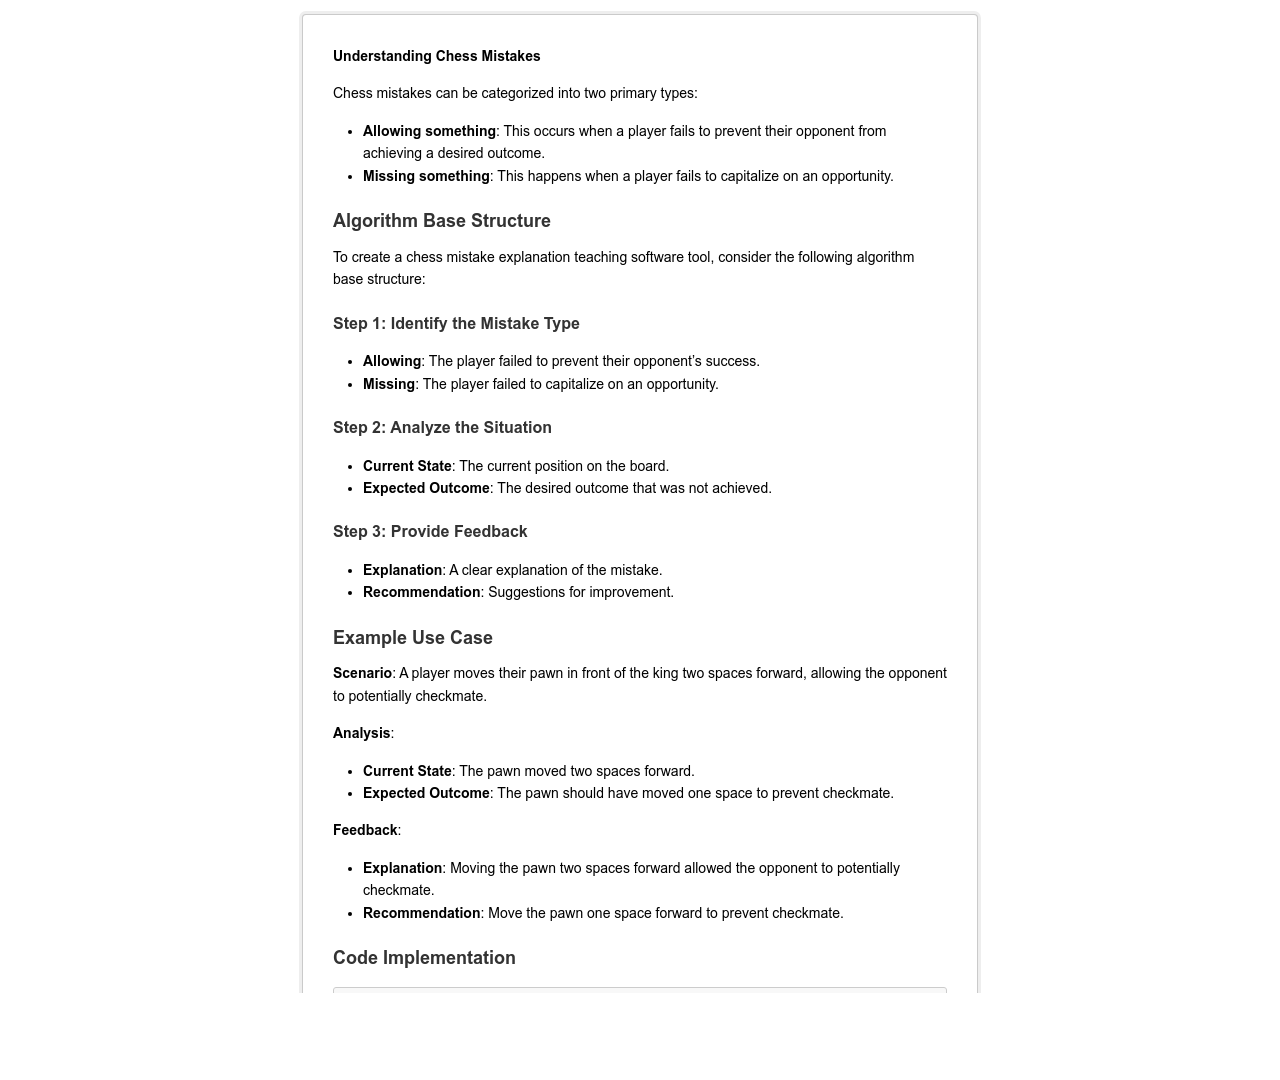 Understanding Chess Mistakes
Chess mistakes can be categorized into two primary types:
• Allowing something: This occurs when a player fails to prevent their opponent from
achieving a desired outcome.
• Missing something: This happens when a player fails to capitalize on an opportunity.
Algorithm Base Structure
To create a chess mistake explanation teaching software tool, consider the following algorithm
base structure:
Step 1: Identify the Mistake Type
• Allowing: The player failed to prevent their opponent’s success.
• Missing: The player failed to capitalize on an opportunity.
Step 2: Analyze the Situation
• Current State: The current position on the board.
• Expected Outcome: The desired outcome that was not achieved.
Step 3: Provide Feedback
• Explanation: A clear explanation of the mistake.
• Recommendation: Suggestions for improvement.
Example Use Case
Scenario: A player moves their pawn in front of the king two spaces forward, allowing the opponent
to potentially checkmate.
Analysis:
• Current State: The pawn moved two spaces forward.
• Expected Outcome: The pawn should have moved one space to prevent checkmate.
Feedback:
• Explanation: Moving the pawn two spaces forward allowed the opponent to potentially
checkmate.
• Recommendation: Move the pawn one space forward to prevent checkmate.
Code Implementation